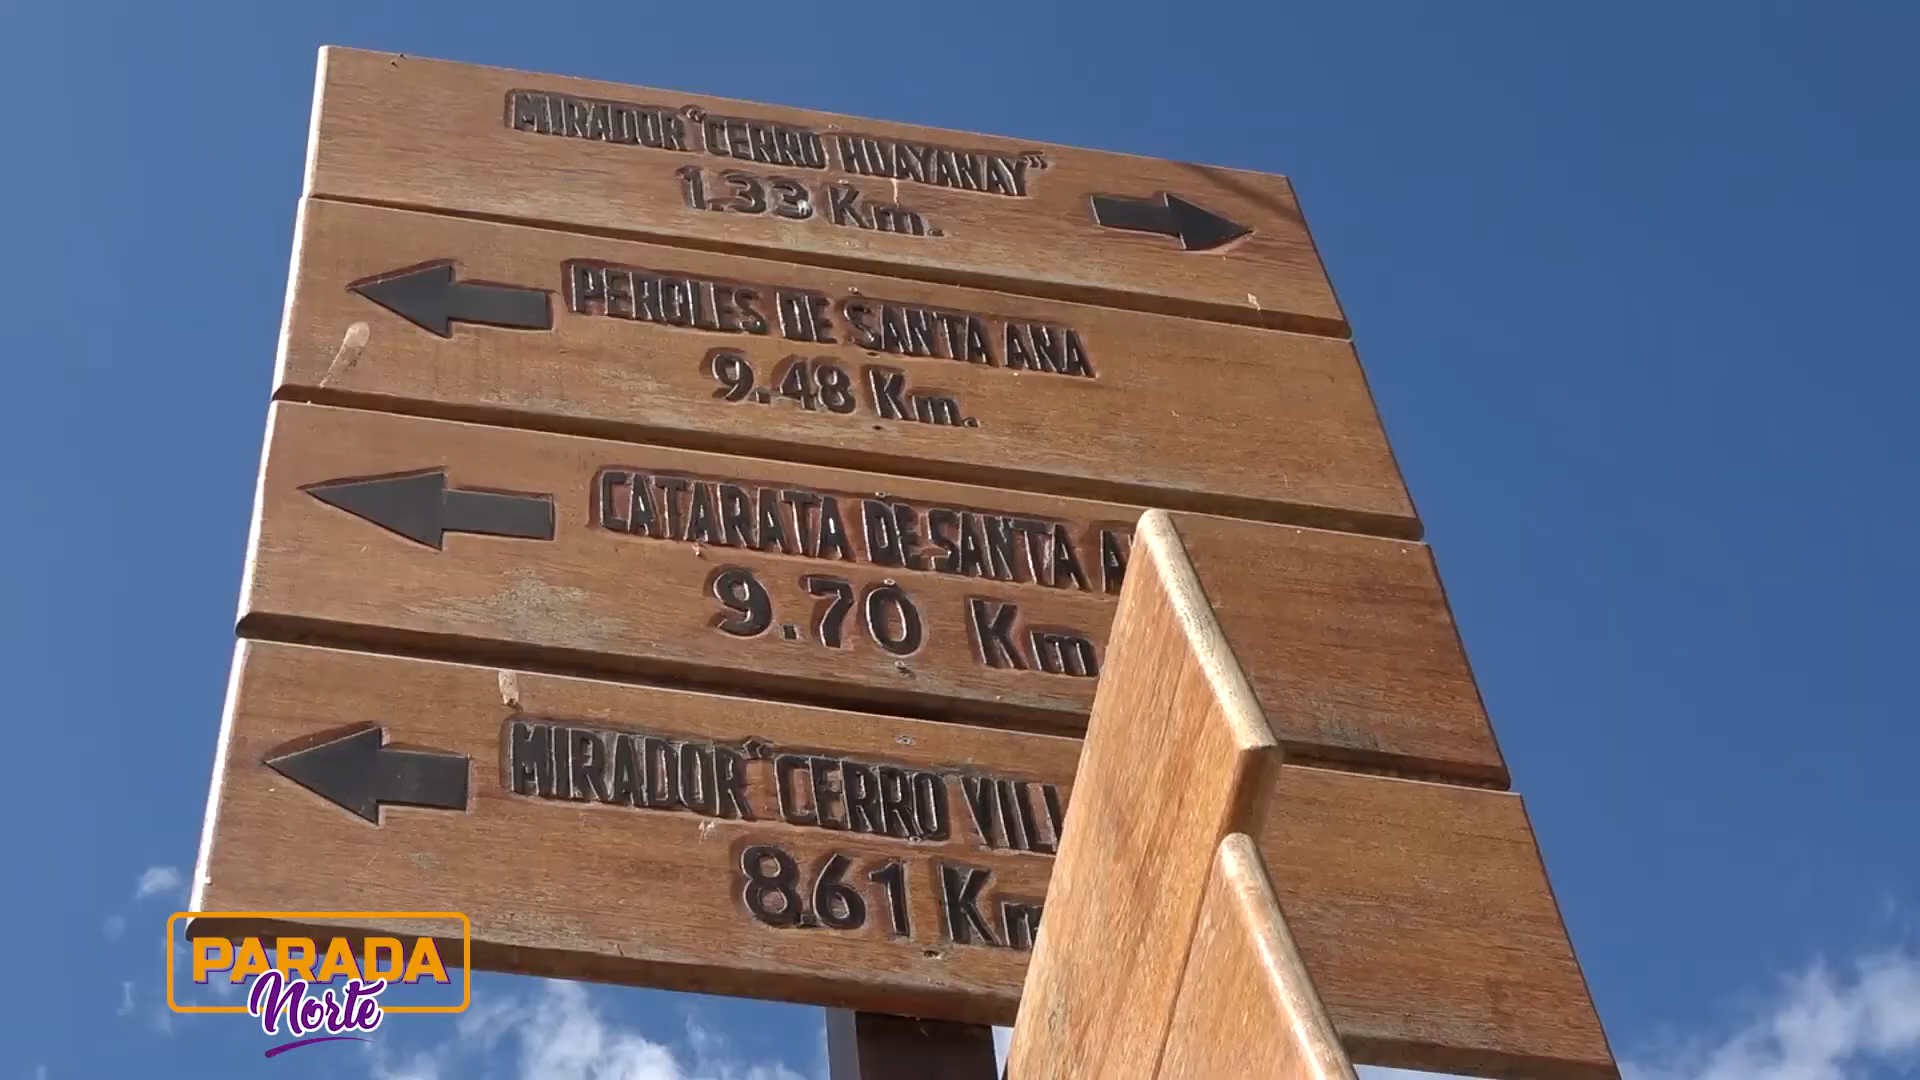 MIRADOR "CERRO HUAYANAY"
1.33 Km.
PEROLES DE SANTA ANA
9.48 Km.
CATARATA DE SANTA
9.70 Km
MIRADOR "CERRO
8.61 Km
PARADA
Norte